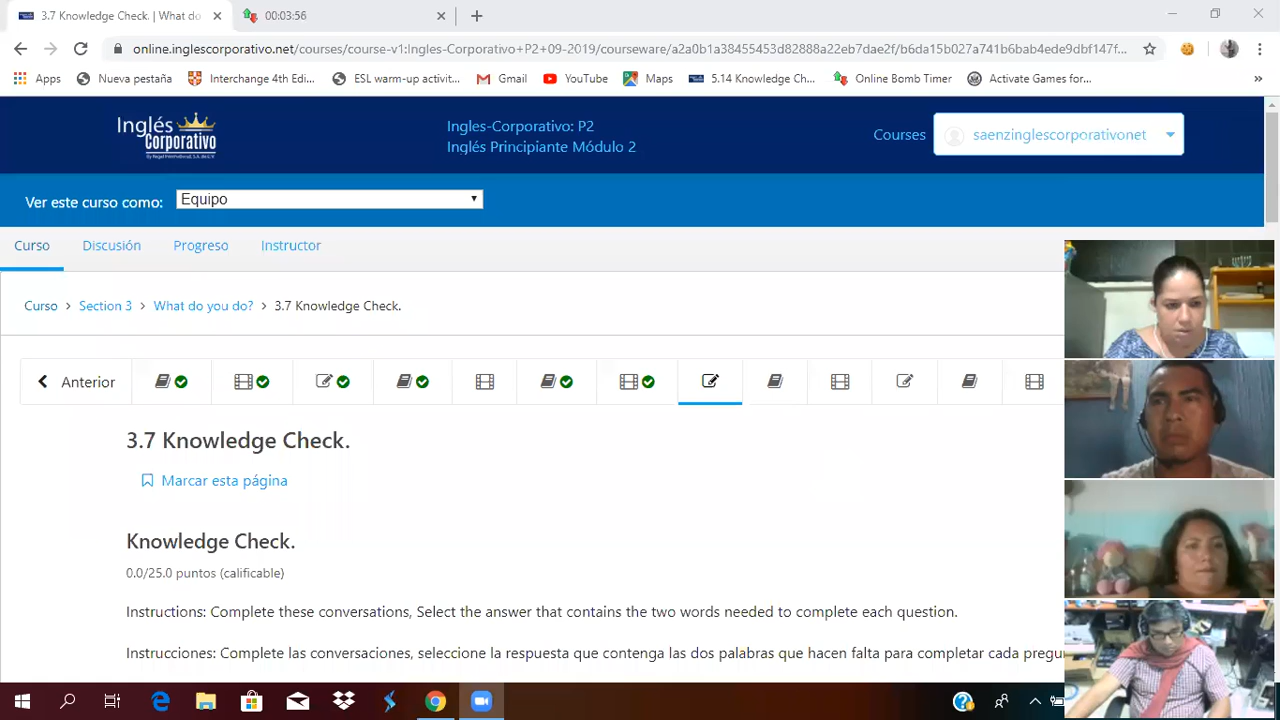 3.7 Knowledge Check. | What do
00:03:56
online.inglescorporativo.net/courses/course-v1:Ingles-Corporativo+P2+09-2019/courseware/a2a0b1a38455453d82888a22eb7dae2f/b6da15b027a741b6bab4ede9dbf147f...
Apps
Nueva pestaña
Interchange 4th Edi...
ESL warm-up activit...
Gmail
YouTube
Maps
5.14 Knowledge Ch...
Online Bomb Timer
Activate Games for...
»
Inglés
Corporativo
Ingles-Corporativo: P2
Inglés Principiante Módulo 2
Courses
saenzinglescorporativonet
Ver este curso como:
Equipo
Curso
Discusión
Progreso
Instructor
Curso > Section 3 > What do you do? > 3.7 Knowledge Check.
Anterior
3.7 Knowledge Check.
Marcar esta página
Knowledge Check.
0.0/25.0 puntos (calificable)
Instructions: Complete these conversations, Select the answer that contains the two words needed to complete each question.
Instrucciones: Complete las conversaciones, seleccione la respuesta que contenga las dos palabras que hacen falta para completar cada pregu